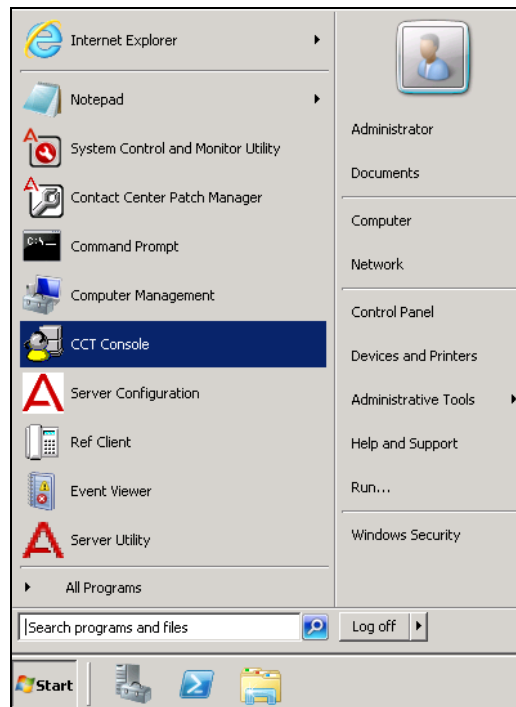 Internet Explorer
Notepad
System Control and Monitor Utility
Contact Center Patch Manager
Command Prompt
Computer Management
CCT Console
Server Configuration
Ref Client
Event Viewer
Server Utility
All Programs
Search programs and files
Administrator
Documents
Computer
Network
Control Panel
Devices and Printers
Administrative Tools
Help and Support
Run...
Windows Security
Log off
Start